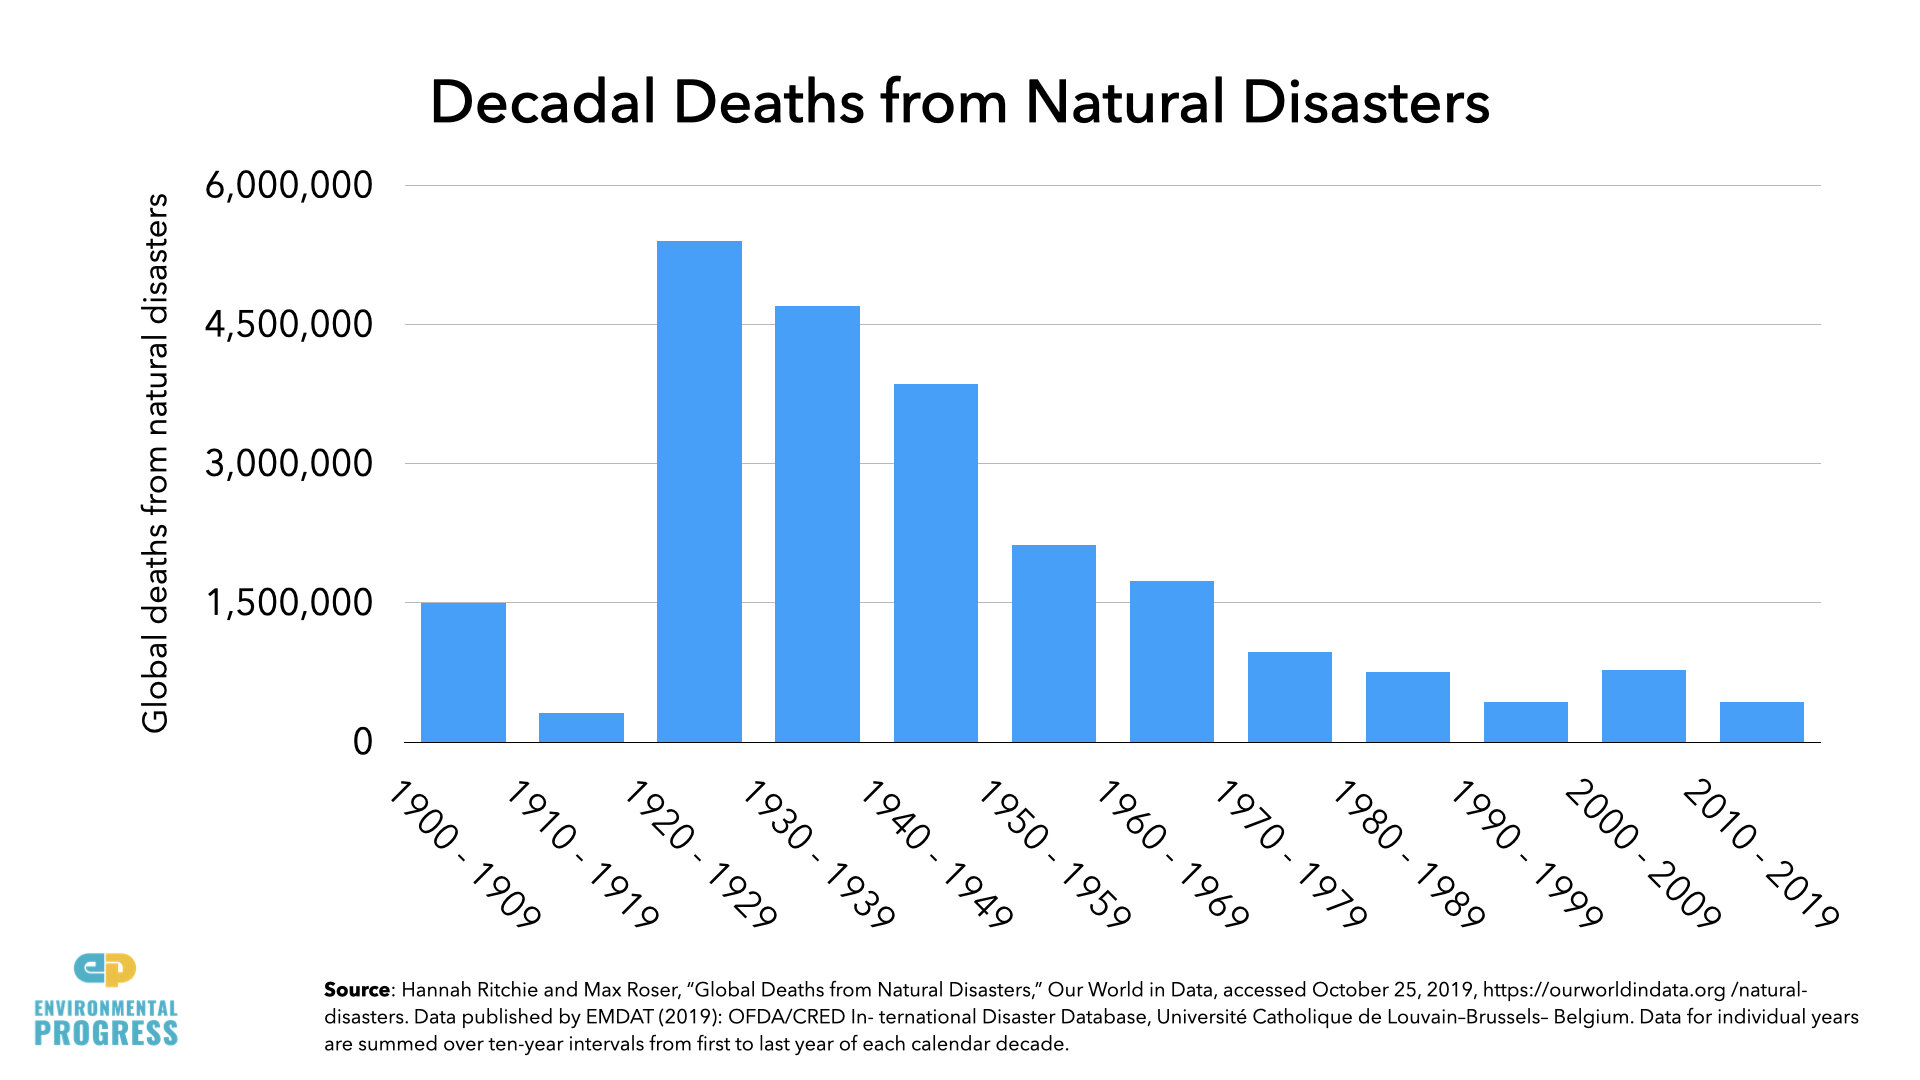 Decadal Deaths from Natural Disasters
Global deaths from natural disasters
6,000,000
4,500,000
3,000,000
1,500,000
0
1900 - 1909
1910 - 1919
1920 - 1929
1930 - 1939
1940 - 1949
1950 - 1959
1960 - 1969
1970 - 1979
1980 - 1989
1990 - 1999
2000 - 2009
2010 - 2019
ep
ENVIRONMENTAL
PROGRESS
Source: Hannah Ritchie and Max Roser, “Global Deaths from Natural Disasters,” Our World in Data, accessed October 25, 2019, https://ourworldindata.org /natural-
disasters. Data published by EMDAT (2019): OFDA/CRED In- ternational Disaster Database, Université Catholique de Louvain–Brussels– Belgium. Data for individual years
are summed over ten-year intervals from first to last year of each calendar decade.